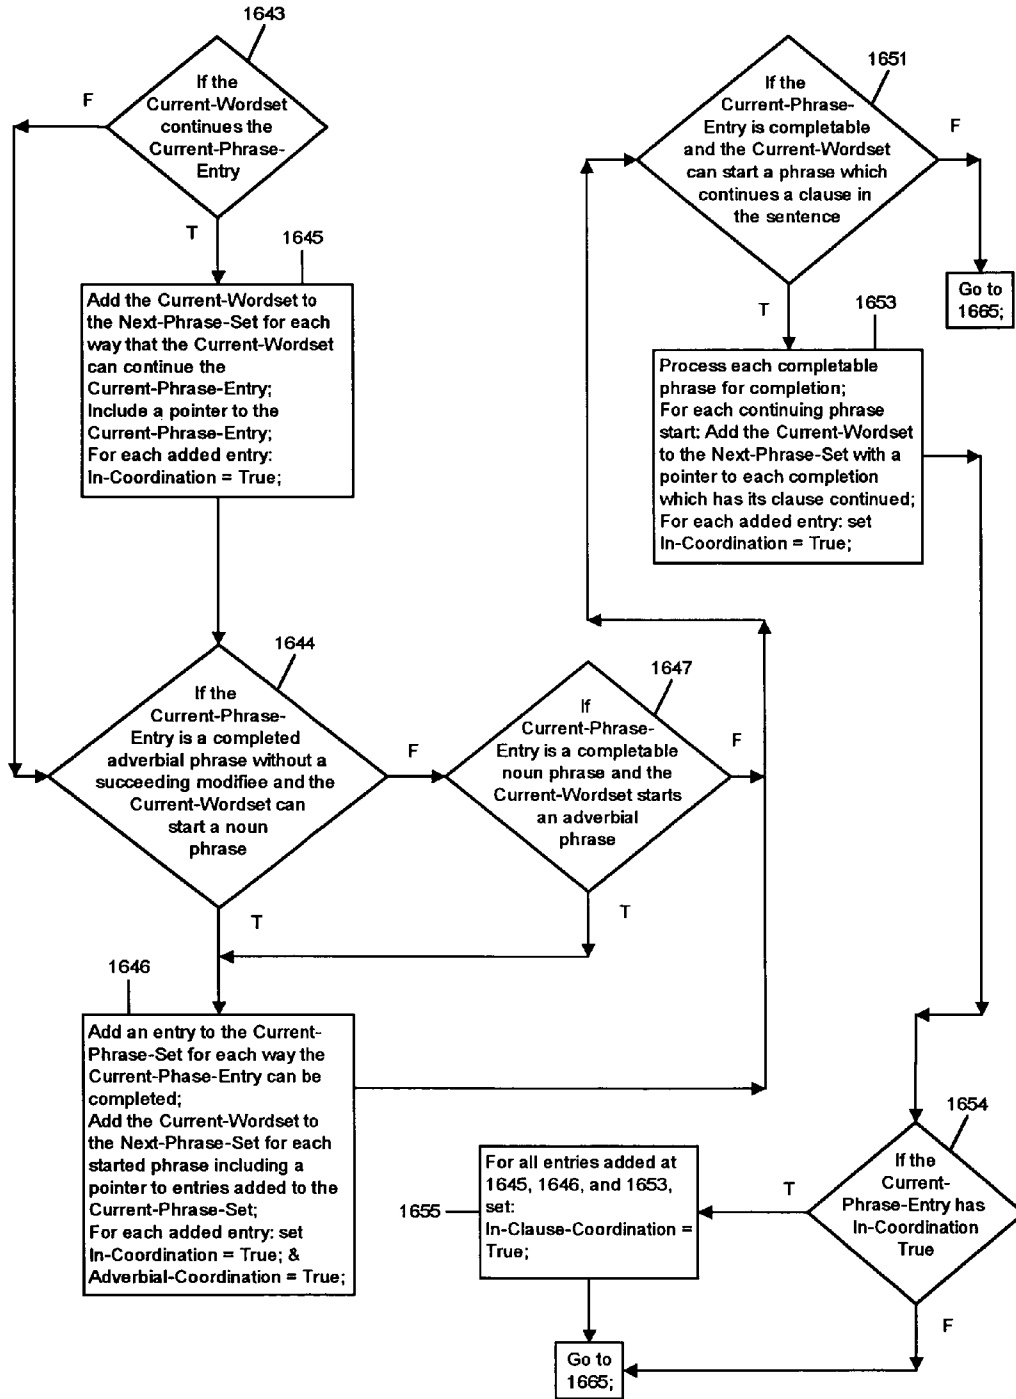 1643
If the
Current-Wordset
continues the
Current-Phrase-
Entry
F
T
1645
Add the Current-Wordset to
the Next-Phrase-Set for each
way that the Current-Wordset
can continue the
Current-Phrase-Entry;
Include a pointer to the
Current-Phrase-Entry;
For each added entry:
In-Coordination = True;
1644
If the
Current-Phrase-
Entry is a completed
adverbial phrase without a
succeeding modifiee and the
Current-Wordset can
start a noun
phrase
F
T
1647
If
Current-Phrase-
Entry is a completable
noun phrase and the
Current-Wordset starts
an adverbial
phrase
F
T
1646
Add an entry to the Current-
Phrase-Set for each way the
Current-Phase-Entry can be
completed;
Add the Current-Wordset to
the Next-Phrase-Set for each
started phrase including a
pointer to entries added to the
Current-Phrase-Set;
For each added entry: set
In-Coordination = True; &
Adverbial-Coordination = True;
1651
If the
Current-Phrase-
Entry is completable
and the Current-Wordset
can start a phrase which
continues a clause in
the sentence
F
T
Go to
1665;
1653
Process each completable
phrase for completion;
For each continuing phrase
start: Add the Current-Wordset
to the Next-Phrase-Set with a
pointer to each completion
which has its clause continued;
For each added entry: set
In-Coordination = True;
1654
If the
Current-
Phrase-Entry has
In-Coordination
True
T
F
1655
For all entries added at
1645, 1646, and 1653,
set:
In-Clause-Coordination =
True;
Go to
1665;